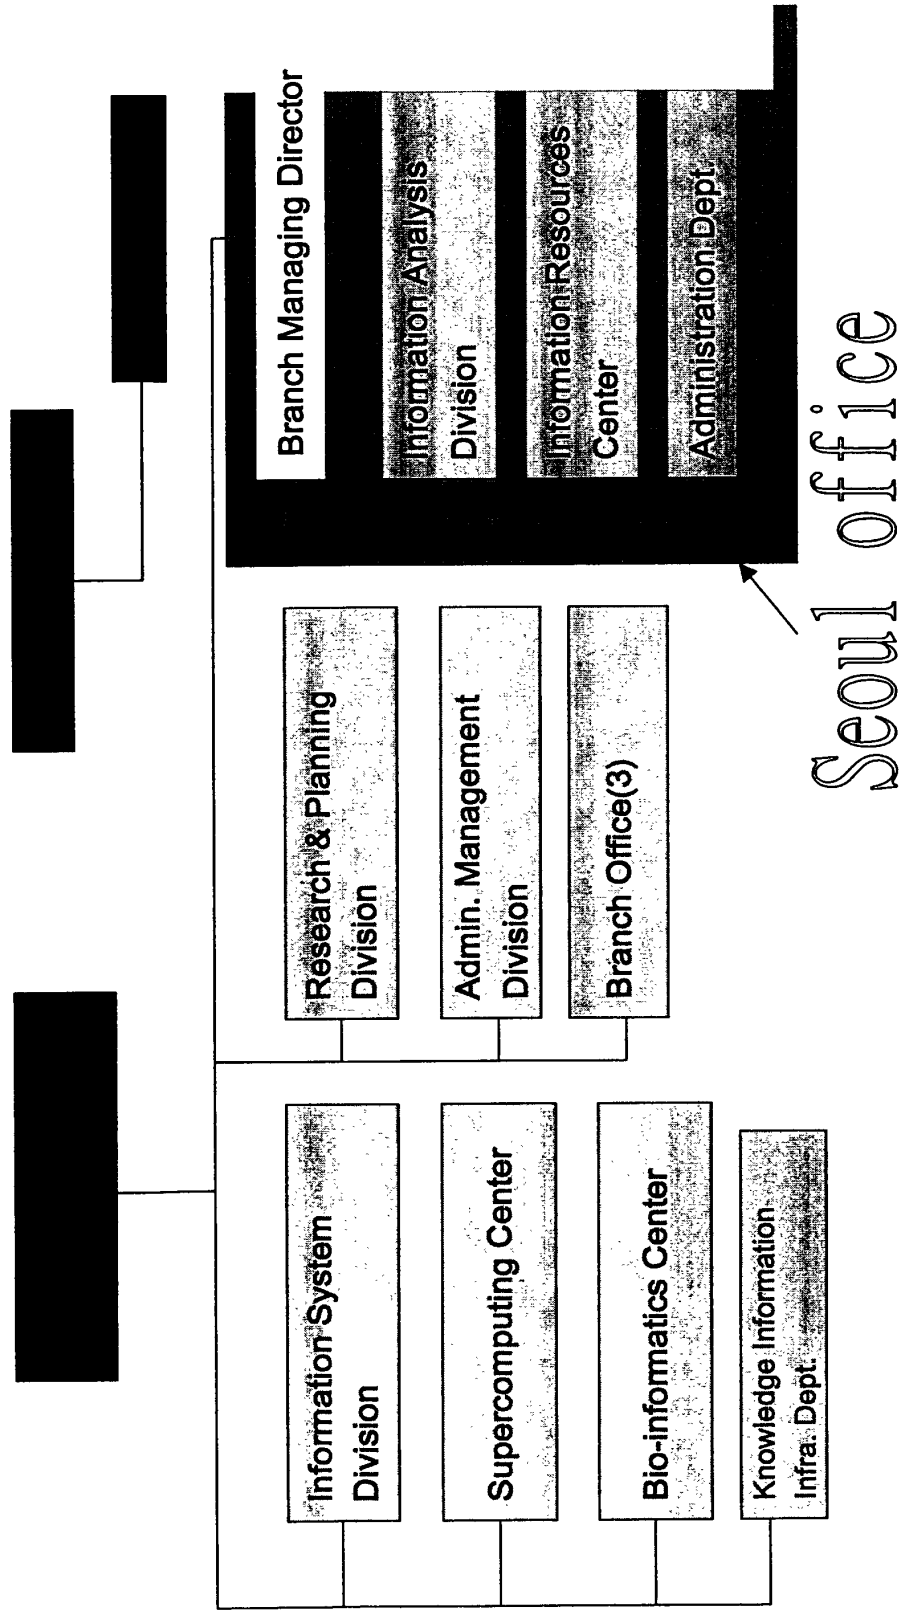 Information System
Division
Supercomputing Center
Bio-informatics Center
Knowledge Information
Infra. Dept.
Research & Planning
Division
Admin. Management
Division
Branch Office(3)
Branch Managing Director
Information Analysis
Division
Information Resources
Center
Administration Dept.
Seoul office